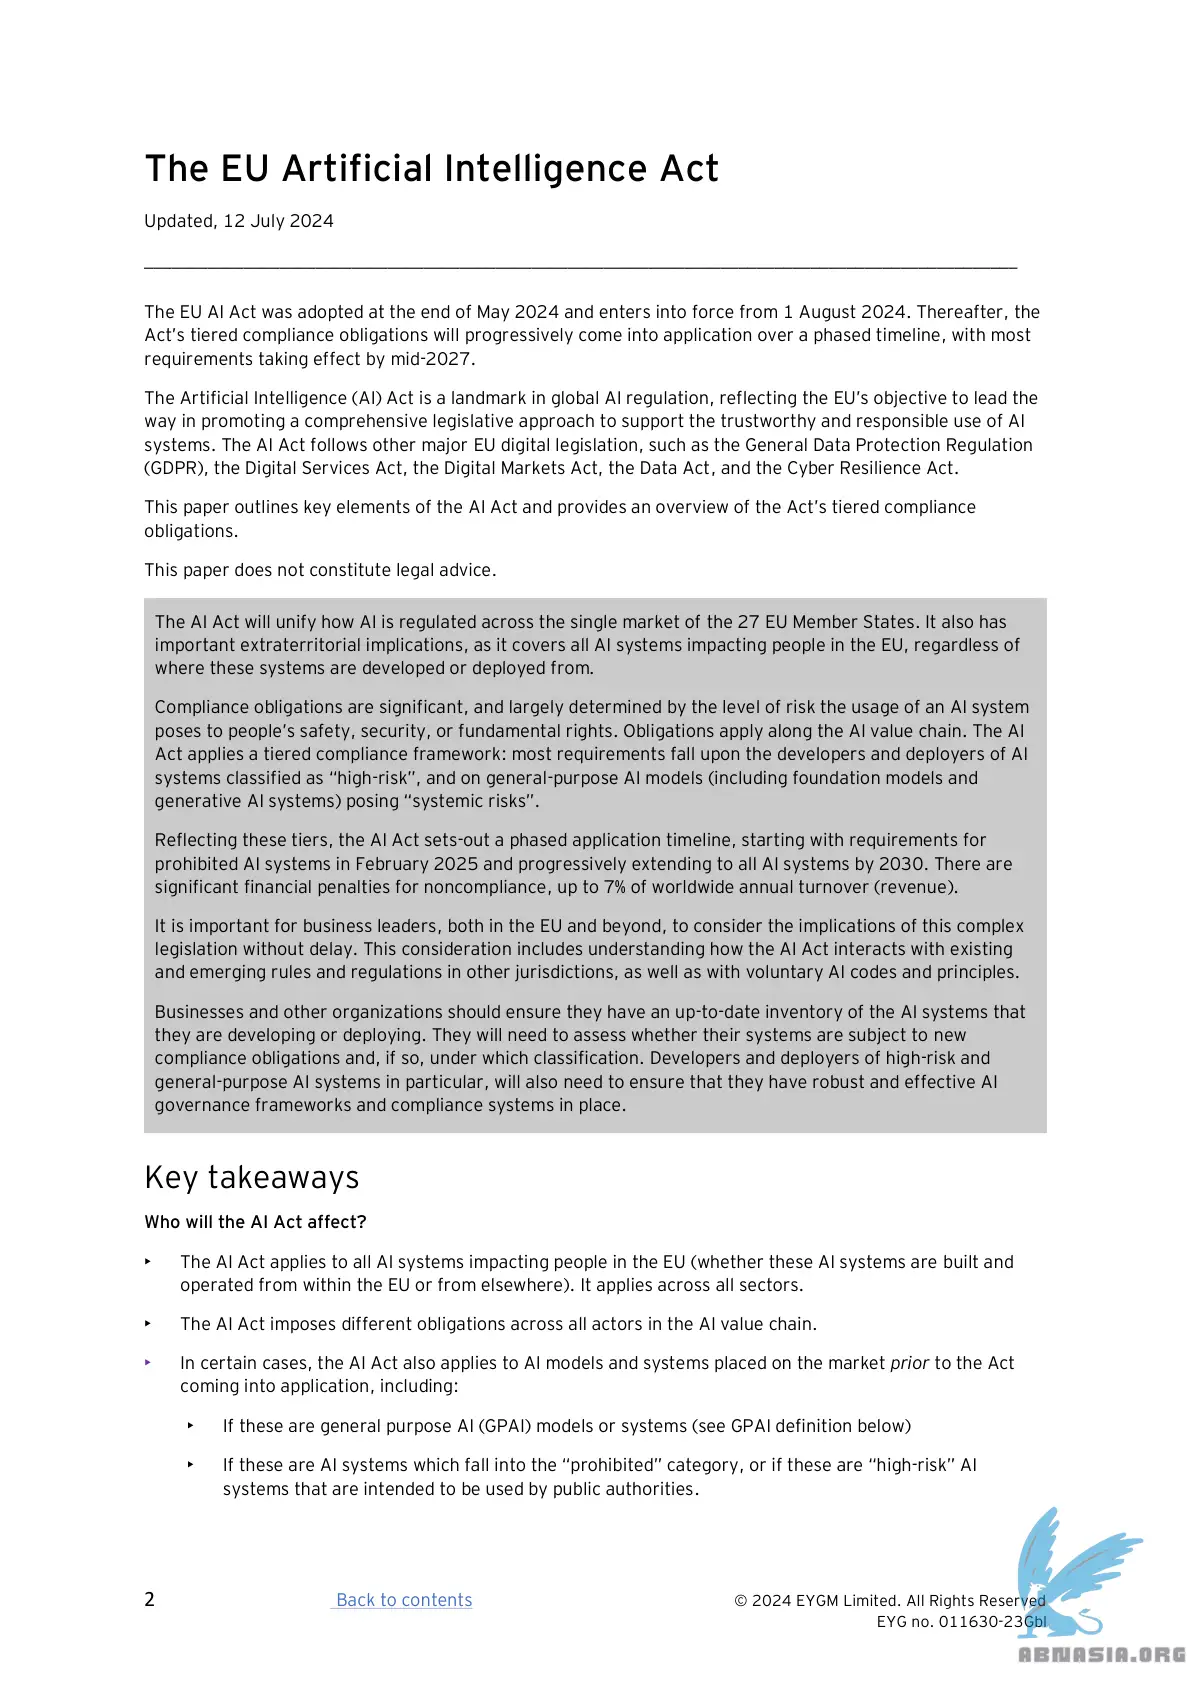 The EU Artificial Intelligence Act
Updated, 12 July 2024
The EU AI Act was adopted at the end of May 2024 and enters into force from 1 August 2024. Thereafter, the
Act’s tiered compliance obligations will progressively come into application over a phased timeline, with most
requirements taking effect by mid-2027.
The Artificial Intelligence (AI) Act is a landmark in global AI regulation, reflecting the EU’s objective to lead the
way in promoting a comprehensive legislative approach to support the trustworthy and responsible use of AI
systems. The AI Act follows other major EU digital legislation, such as the General Data Protection Regulation
(GDPR), the Digital Services Act, the Digital Markets Act, the Data Act, and the Cyber Resilience Act.
This paper outlines key elements of the AI Act and provides an overview of the Act’s tiered compliance
obligations.
This paper does not constitute legal advice.
The AI Act will unify how AI is regulated across the single market of the 27 EU Member States. It also has
important extraterritorial implications, as it covers all AI systems impacting people in the EU, regardless of
where these systems are developed or deployed from.
Compliance obligations are significant, and largely determined by the level of risk the usage of an AI system
poses to people’s safety, security, or fundamental rights. Obligations apply along the AI value chain. The AI
Act applies a tiered compliance framework: most requirements fall upon the developers and deployers of AI
systems classified as “high-risk”, and on general-purpose AI models (including foundation models and
generative AI systems) posing “systemic risks”.
Reflecting these tiers, the AI Act sets-out a phased application timeline, starting with requirements for
prohibited AI systems in February 2025 and progressively extending to all AI systems by 2030. There are
significant financial penalties for noncompliance, up to 7% of worldwide annual turnover (revenue).
It is important for business leaders, both in the EU and beyond, to consider the implications of this complex
legislation without delay. This consideration includes understanding how the AI Act interacts with existing
and emerging rules and regulations in other jurisdictions, as well as with voluntary AI codes and principles.
Businesses and other organizations should ensure they have an up-to-date inventory of the AI systems that
they are developing or deploying. They will need to assess whether their systems are subject to new
compliance obligations and, if so, under which classification. Developers and deployers of high-risk and
general-purpose AI systems in particular, will also need to ensure that they have robust and effective AI
governance frameworks and compliance systems in place.
Key takeaways
Who will the AI Act affect?
‣ The AI Act applies to all AI systems impacting people in the EU (whether these AI systems are built and
operated from within the EU or from elsewhere). It applies across all sectors.
‣ The AI Act imposes different obligations across all actors in the AI value chain.
‣ In certain cases, the AI Act also applies to AI models and systems placed on the market prior to the Act
coming into application, including:
‣ If these are general purpose AI (GPAI) models or systems (see GPAI definition below)
‣ If these are AI systems which fall into the “prohibited” category, or if these are “high-risk” AI
systems that are intended to be used by public authorities.
2 Back to contents © 2024 EYGM Limited. All Rights Reserved
EYG no. 011630-23Gbl
ABNASIA.ORG